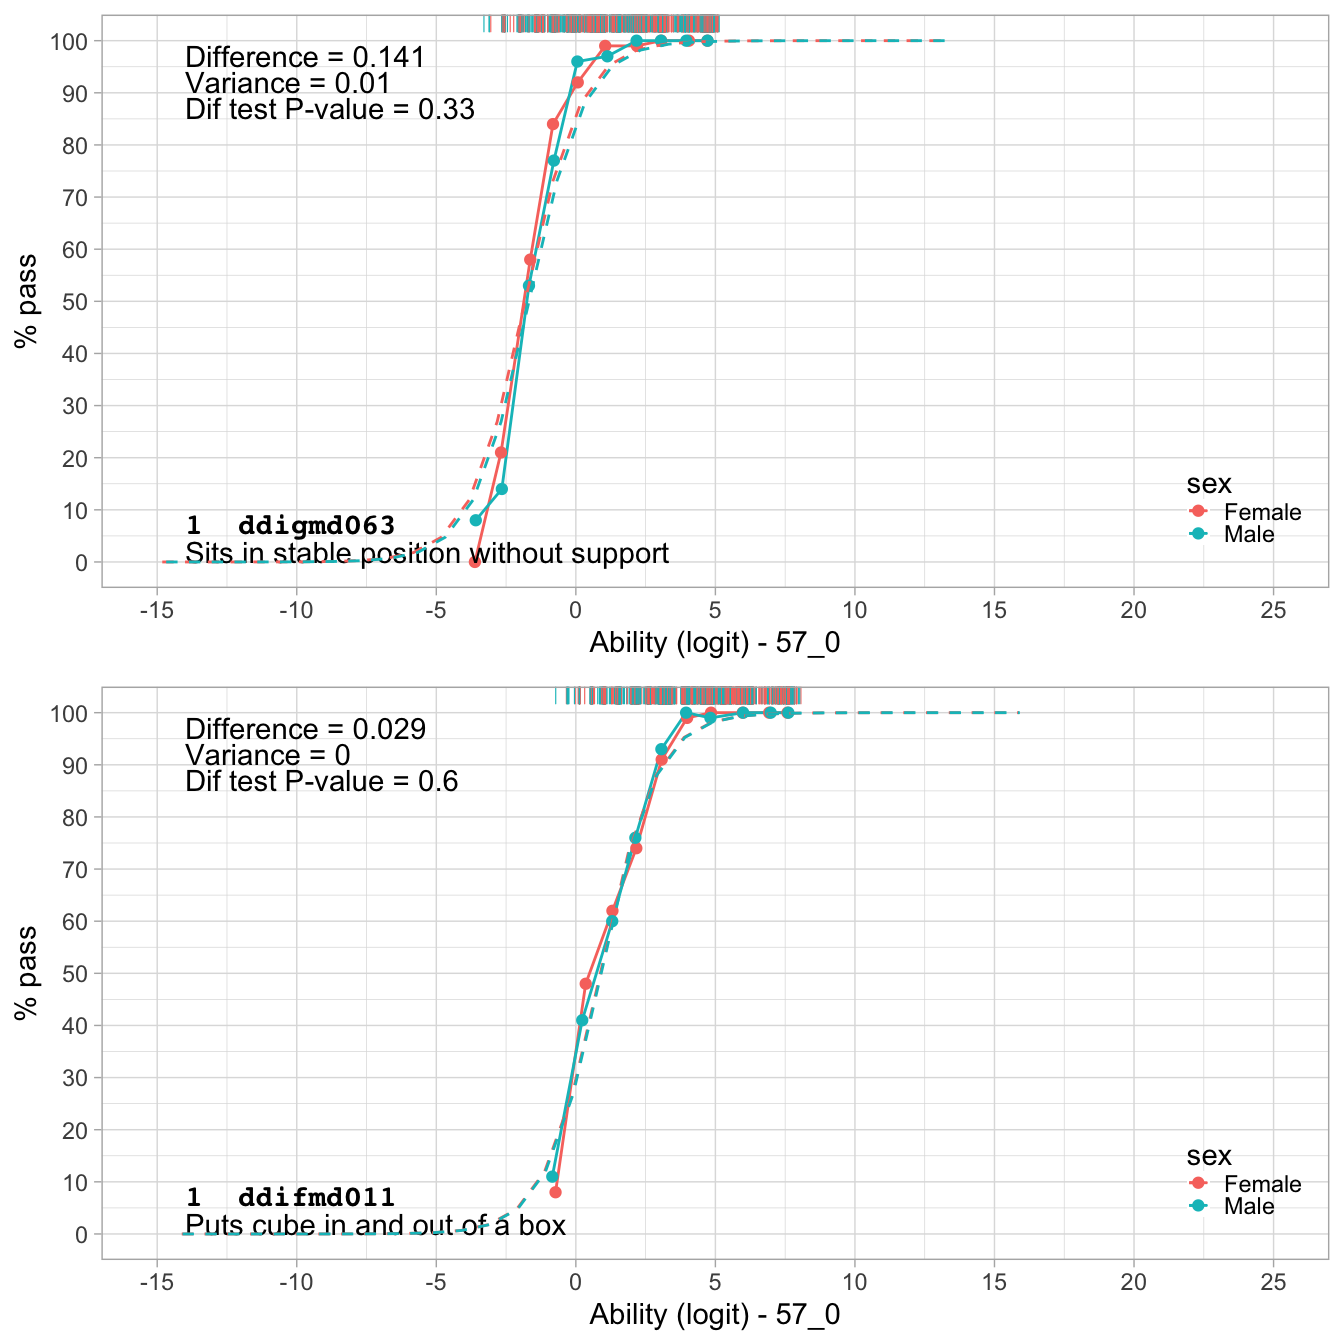 100
90
80
70
60
50
40
30
20
10
0
% pass
Difference = 0.141
Variance = 0.01
Dif test P-value = 0.33
1 ddigmd063
Sits in stable position without support
sex
Female
Male
-15 -10 -5 0 5 10 15 20 25
Ability (logit) - 57_0
100
90
80
70
60
50
40
30
20
10
0
% pass
Difference = 0.029
Variance = 0
Dif test P-value = 0.6
1 ddifmd011
Puts cube in and out of a box
sex
Female
Male
-15 -10 -5 0 5 10 15 20 25
Ability (logit) - 57_0